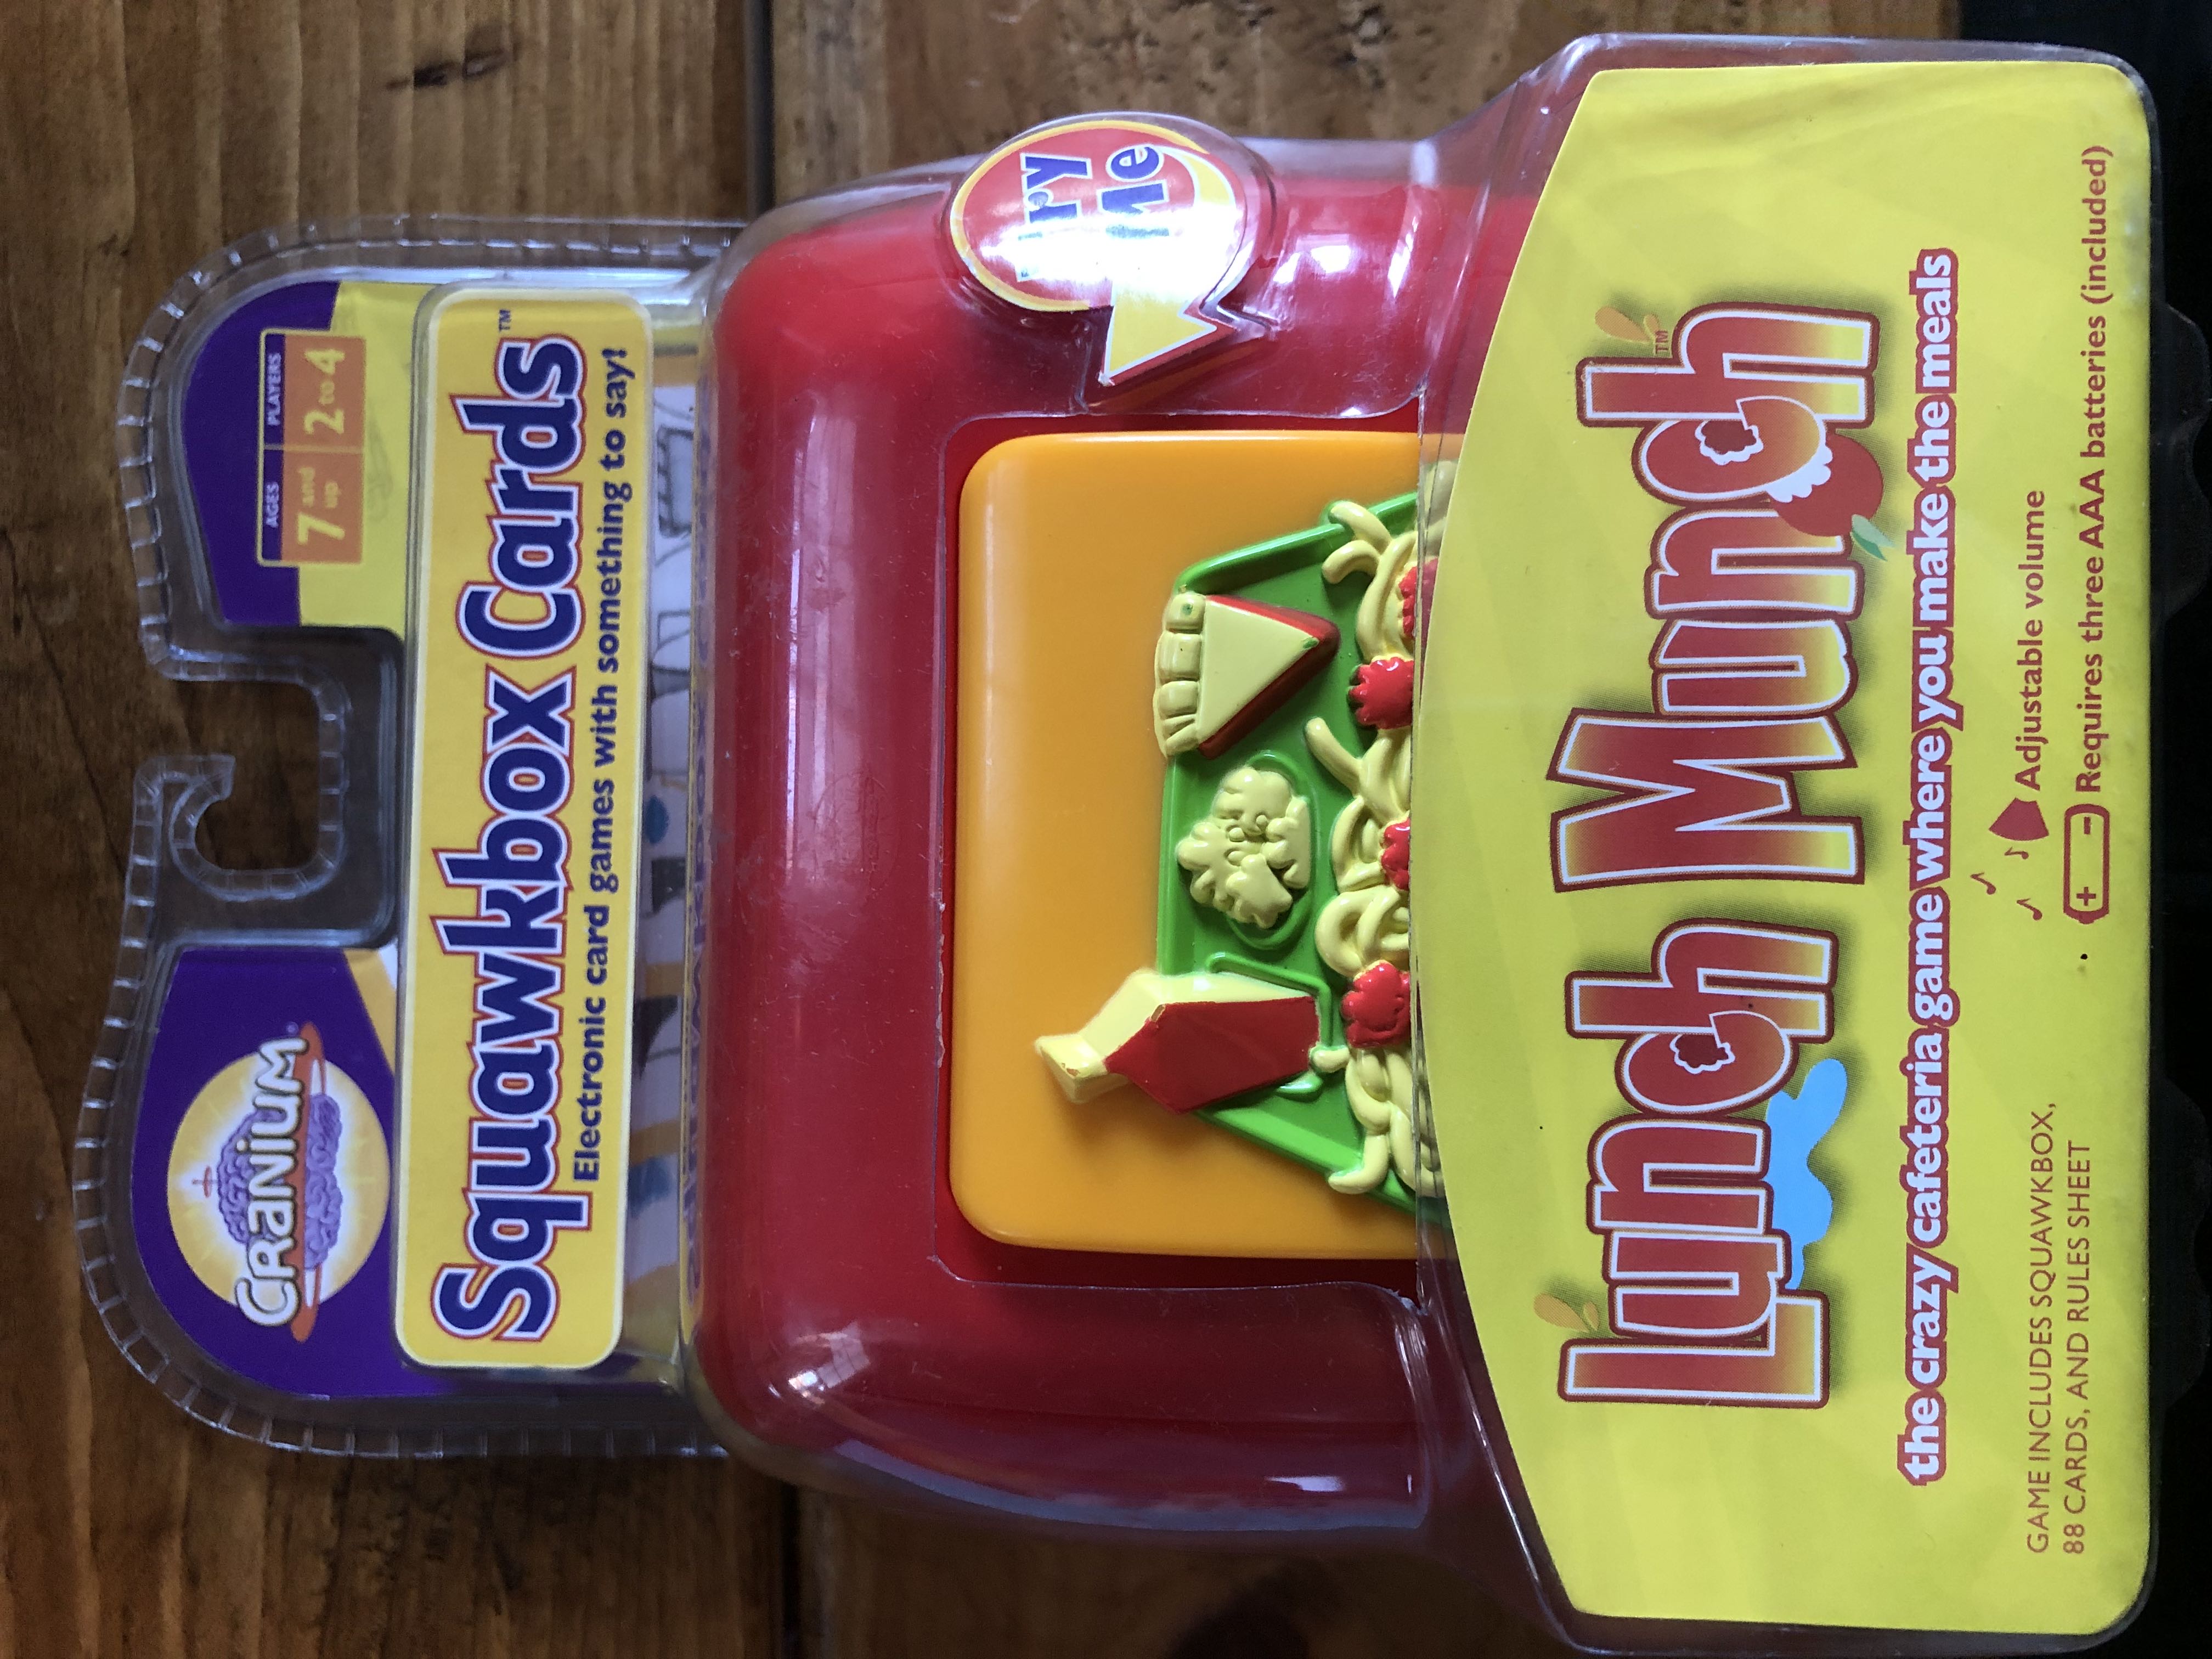 CRANIUM
AGES PLAYERS
7 and up 2 to 4
Squawkbox Cards™
Electronic card games with something to say!
Try
Me
Lunch Munch™
the crazy cafeteria game where you make the meals
GAME INCLUDES SQUAWKBOX,
88 CARDS, AND RULES SHEET
Adjustable volume
+ - Requires three AAA batteries (included)